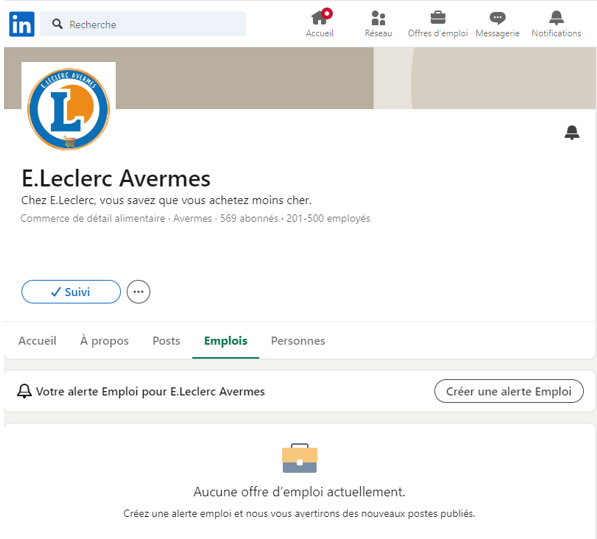 in
Recherche
Accueil
Réseau
Offres d'emploi
Messagerie
Notifications
E.LECLERC AVERMES
L
E.Leclerc Avermes
Chez E.Leclerc, vous savez que vous achetez moins cher.
Commerce de détail alimentaire · Avermes · 569 abonnés · 201-500 employés
Suivi
Accueil
À propos
Posts
Emplois
Personnes
Votre alerte Emploi pour E.Leclerc Avermes
Créer une alerte Emploi
Aucune offre d'emploi actuellement.
Créez une alerte emploi et nous vous avertirons des nouveaux postes publiés.